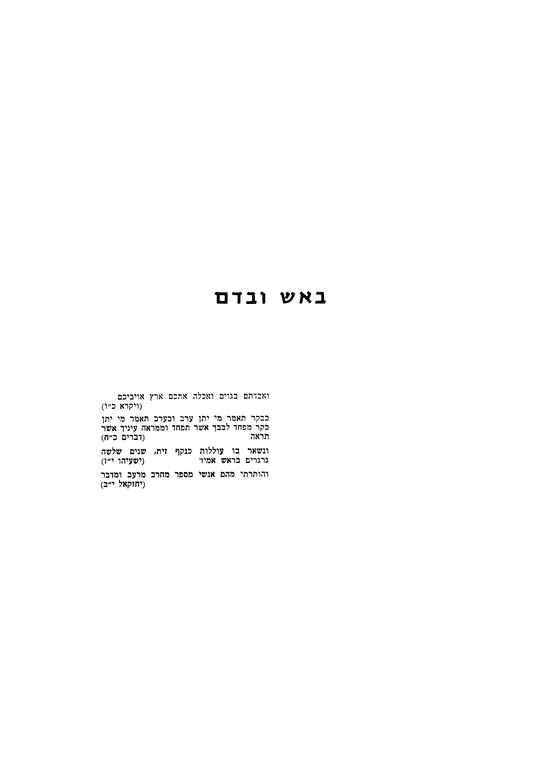 באש ובדם
ואבדתם בגוים ואכלה אתכם ארץ אויביכם
(ויקרא כ״ו)
בבקר תאמר מי יתן ערב ובערב תאמר מי יתן
בקר מפחד לבבך אשר תפחד וממראה עיניך אשר
תראה (דברים כ״ח)
ונשאר בו עוללות כנקף זית, שנים שלשה
גרגרים בראש אמיר (ישעיהו י״ז)
והותרתי מהם אנשי מספר מחרב מרעב ומדבר
(יחזקאל י״ב)